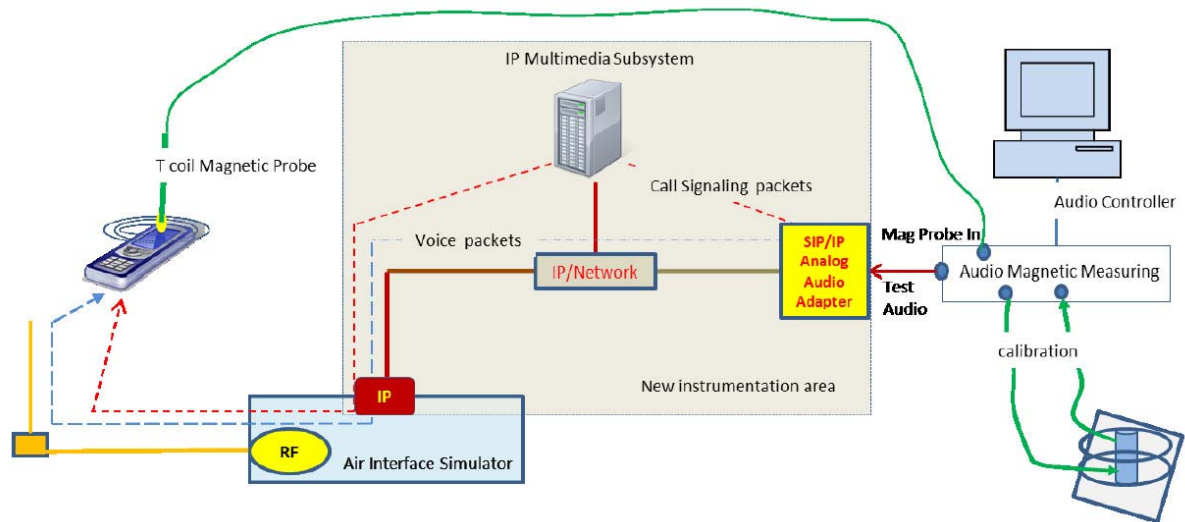 IP Multimedia Subsystem
T coil Magnetic Probe
Call Signaling packets
Audio Controller
Voice packets
IP/Network
SIP/IP
Analog
Audio
Adapter
Mag Probe In
Test
Audio
Audio Magnetic Measuring
calibration
New instrumentation area
IP
RF
Air Interface Simulator